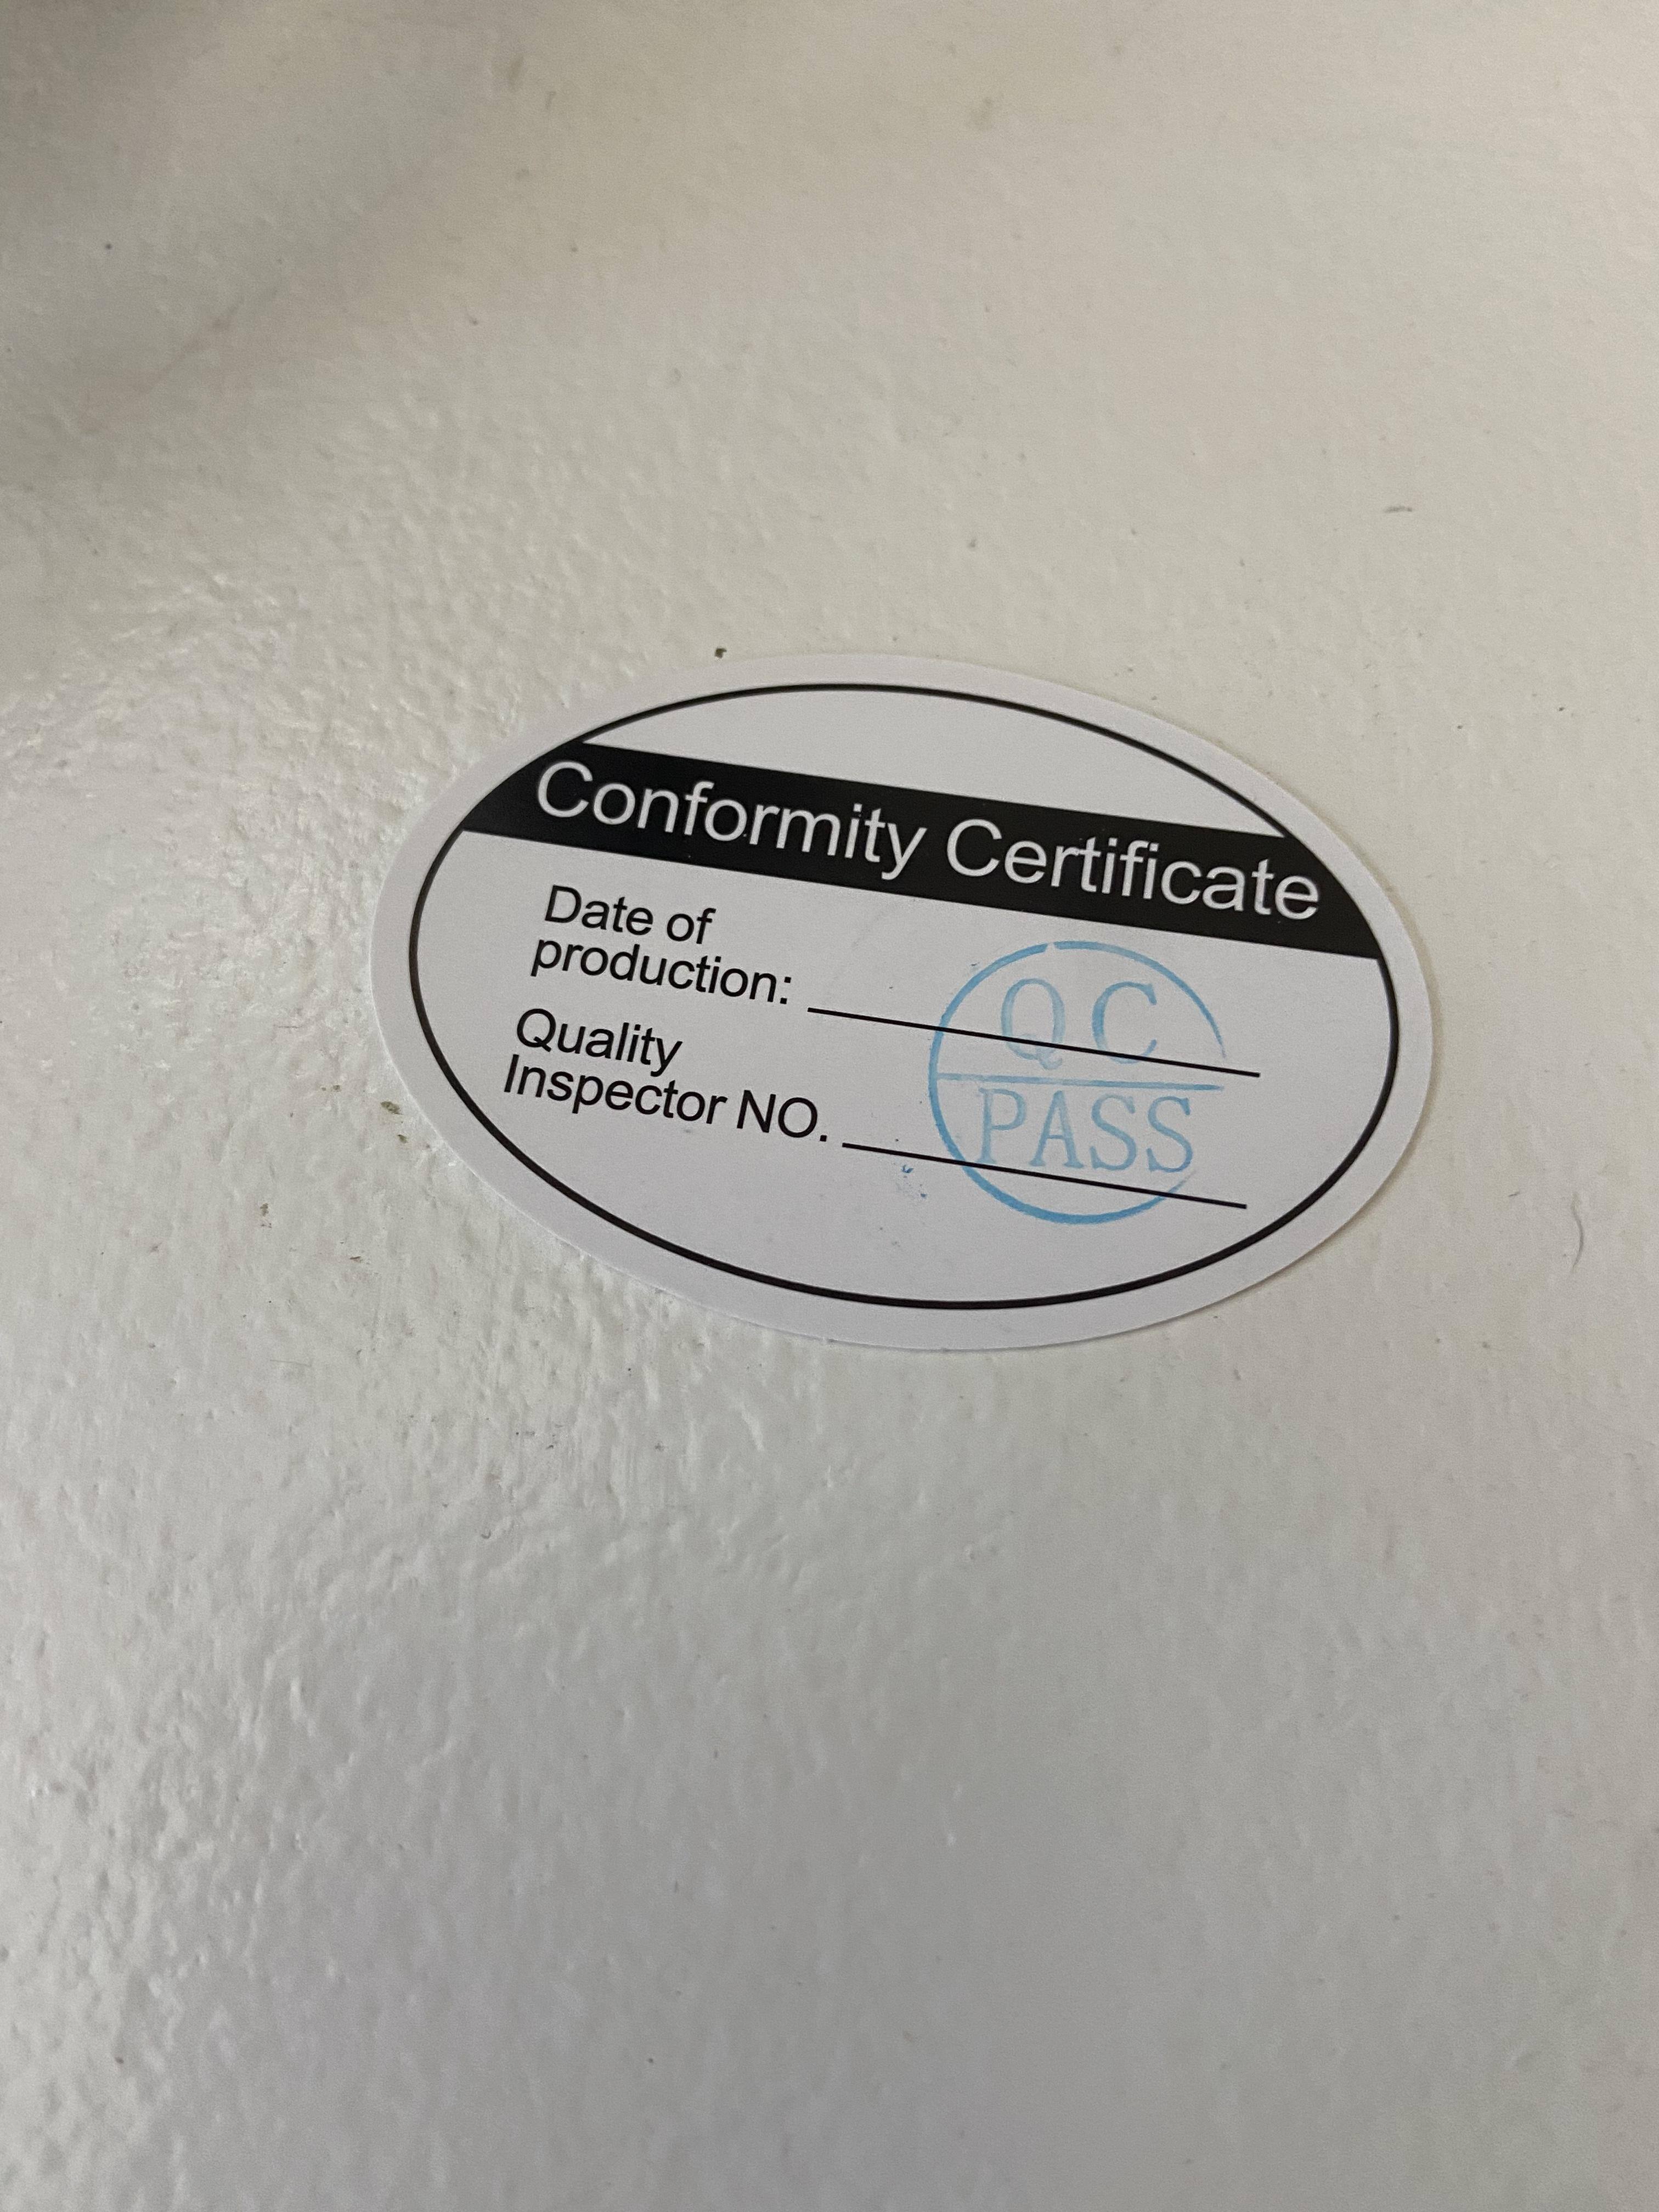 Conformity Certificate
Date of
production:
Quality
Inspector NO.
QC
PASS